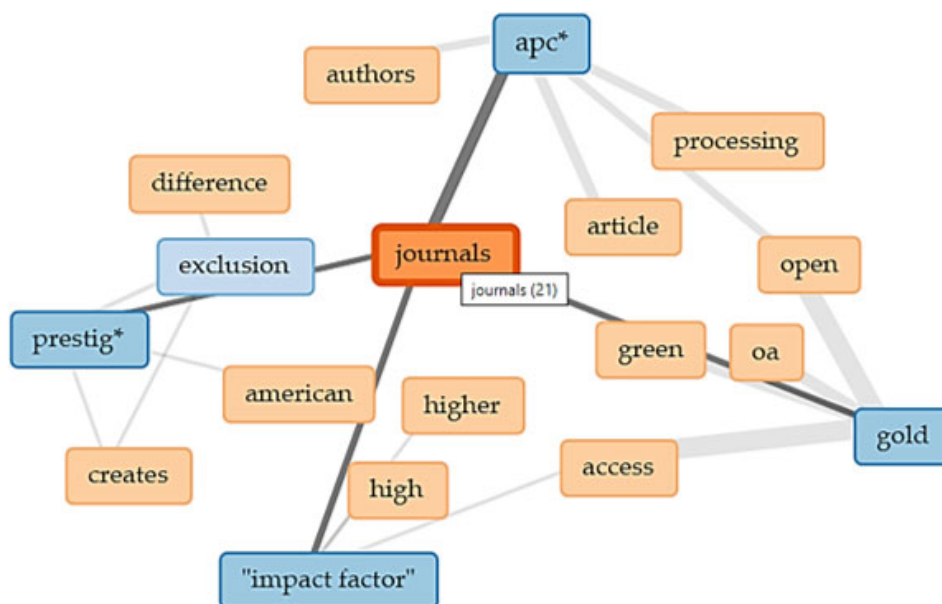 apc*
authors
processing
difference
article
journals
exclusion
open
journals (21)
prestig*
green
oa
american
higher
gold
creates
high
access
"impact factor"